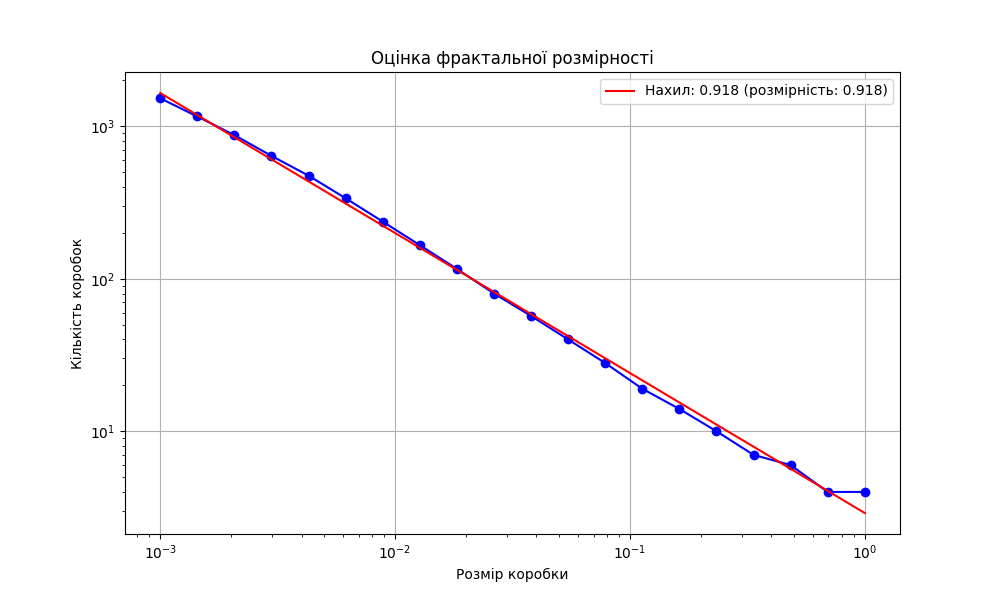 Оцінка фрактальної розмірності
Нахил: 0.918 (розмірність: 0.918)
10³
10²
10¹
Кількість коробок
10⁻³ 10⁻² 10⁻¹ 10⁰
Розмір коробки